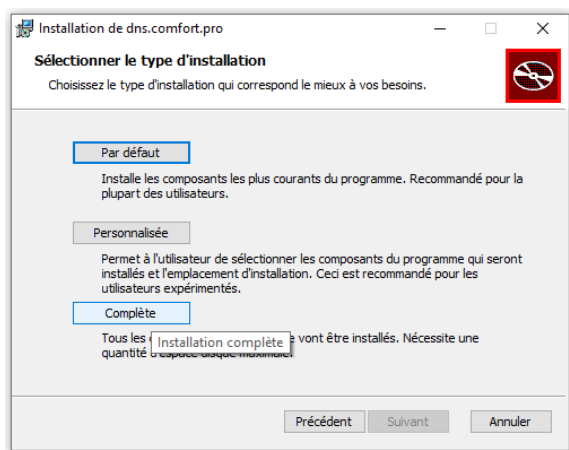 Installation de dns.comfort.pro
Sélectionner le type d'installation
Choisissez le type d'installation qui correspond le mieux à vos besoins.
Par défaut
Installe les composants les plus courants du programme. Recommandé pour la
plupart des utilisateurs.
Personnalisée
Permet à l'utilisateur de sélectionner les composants du programme qui seront
installés et l'emplacement d'installation. Ceci est recommandé pour les
utilisateurs expérimentés.
Complète
Tous les vont être installés. Nécessite une
Installation complète
quantité d'espace disque maximale.
Précédent Suivant Annuler